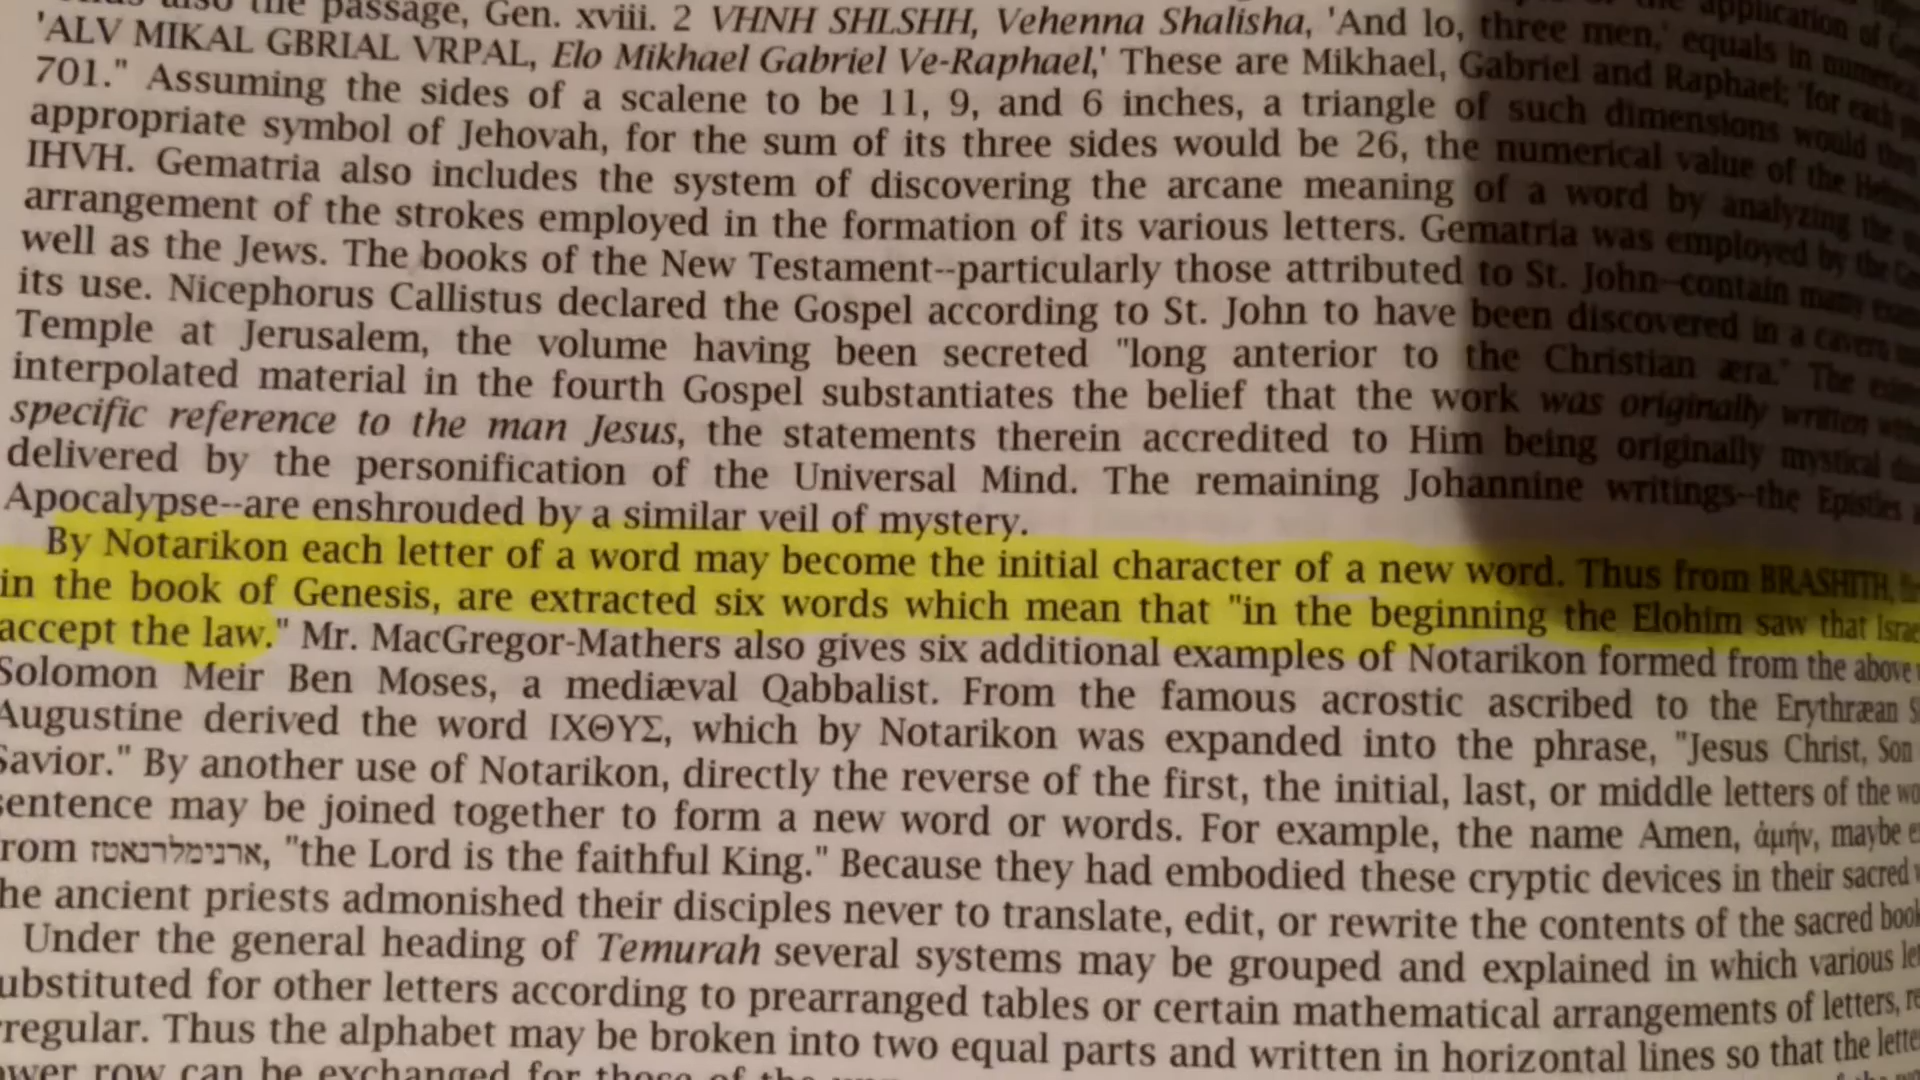 also the passage, Gen. xviii. 2 VHNH SHLSHH, Vehenna Shalisha, 'And lo, three men,' equals in
'ALV MIKAL GBRIAL VRPAL, Elo Mikhael Gabriel Ve-Raphael,' These are Mikhael, Gabriel and Raphael; 'for each
701." Assuming the sides of a scalene to be 11, 9, and 6 inches, a triangle of such dimensions would
appropriate symbol of Jehovah, for the sum of its three sides would be 26, the numerical value of the
IHVH. Gematria also includes the system of discovering the arcane meaning of a word by analyzing the
arrangement of the strokes employed in the formation of its various letters. Gematria was employed by the
well as the Jews. The books of the New Testament--particularly those attributed to St. John--contain many
its use. Nicephorus Callistus declared the Gospel according to St. John to have been discovered in a cavern
Temple at Jerusalem, the volume having been secreted "long anterior to the Christian æra." The
interpolated material in the fourth Gospel substantiates the belief that the work was originally written
specific reference to the man Jesus, the statements therein accredited to Him being originally mystical
delivered by the personification of the Universal Mind. The remaining Johannine writings--the Epistles
Apocalypse--are enshrouded by a similar veil of mystery.
By Notarikon each letter of a word may become the initial character of a new word. Thus from BRASHITH,
in the book of Genesis, are extracted six words which mean that "in the beginning the Elohim saw that
accept the law." Mr. MacGregor-Mathers also gives six additional examples of Notarikon formed from the above
Solomon Meir Ben Moses, a mediæval Qabbalist. From the famous acrostic ascribed to the Erythræan
Augustine derived the word ΙΧΘΥΣ, which by Notarikon was expanded into the phrase, "Jesus Christ, Son
Savior." By another use of Notarikon, directly the reverse of the first, the initial, last, or middle letters of the
sentence may be joined together to form a new word or words. For example, the name Amen, ἀμήν, maybe
rom ארנימלרנאטז, "the Lord is the faithful King." Because they had embodied these cryptic devices in their sacred
he ancient priests admonished their disciples never to translate, edit, or rewrite the contents of the sacred
Under the general heading of Temurah several systems may be grouped and explained in which various
ubstituted for other letters according to prearranged tables or certain mathematical arrangements of letters,
regular. Thus the alphabet may be broken into two equal parts and written in horizontal lines so that the
ower row can be exchanged for those of the